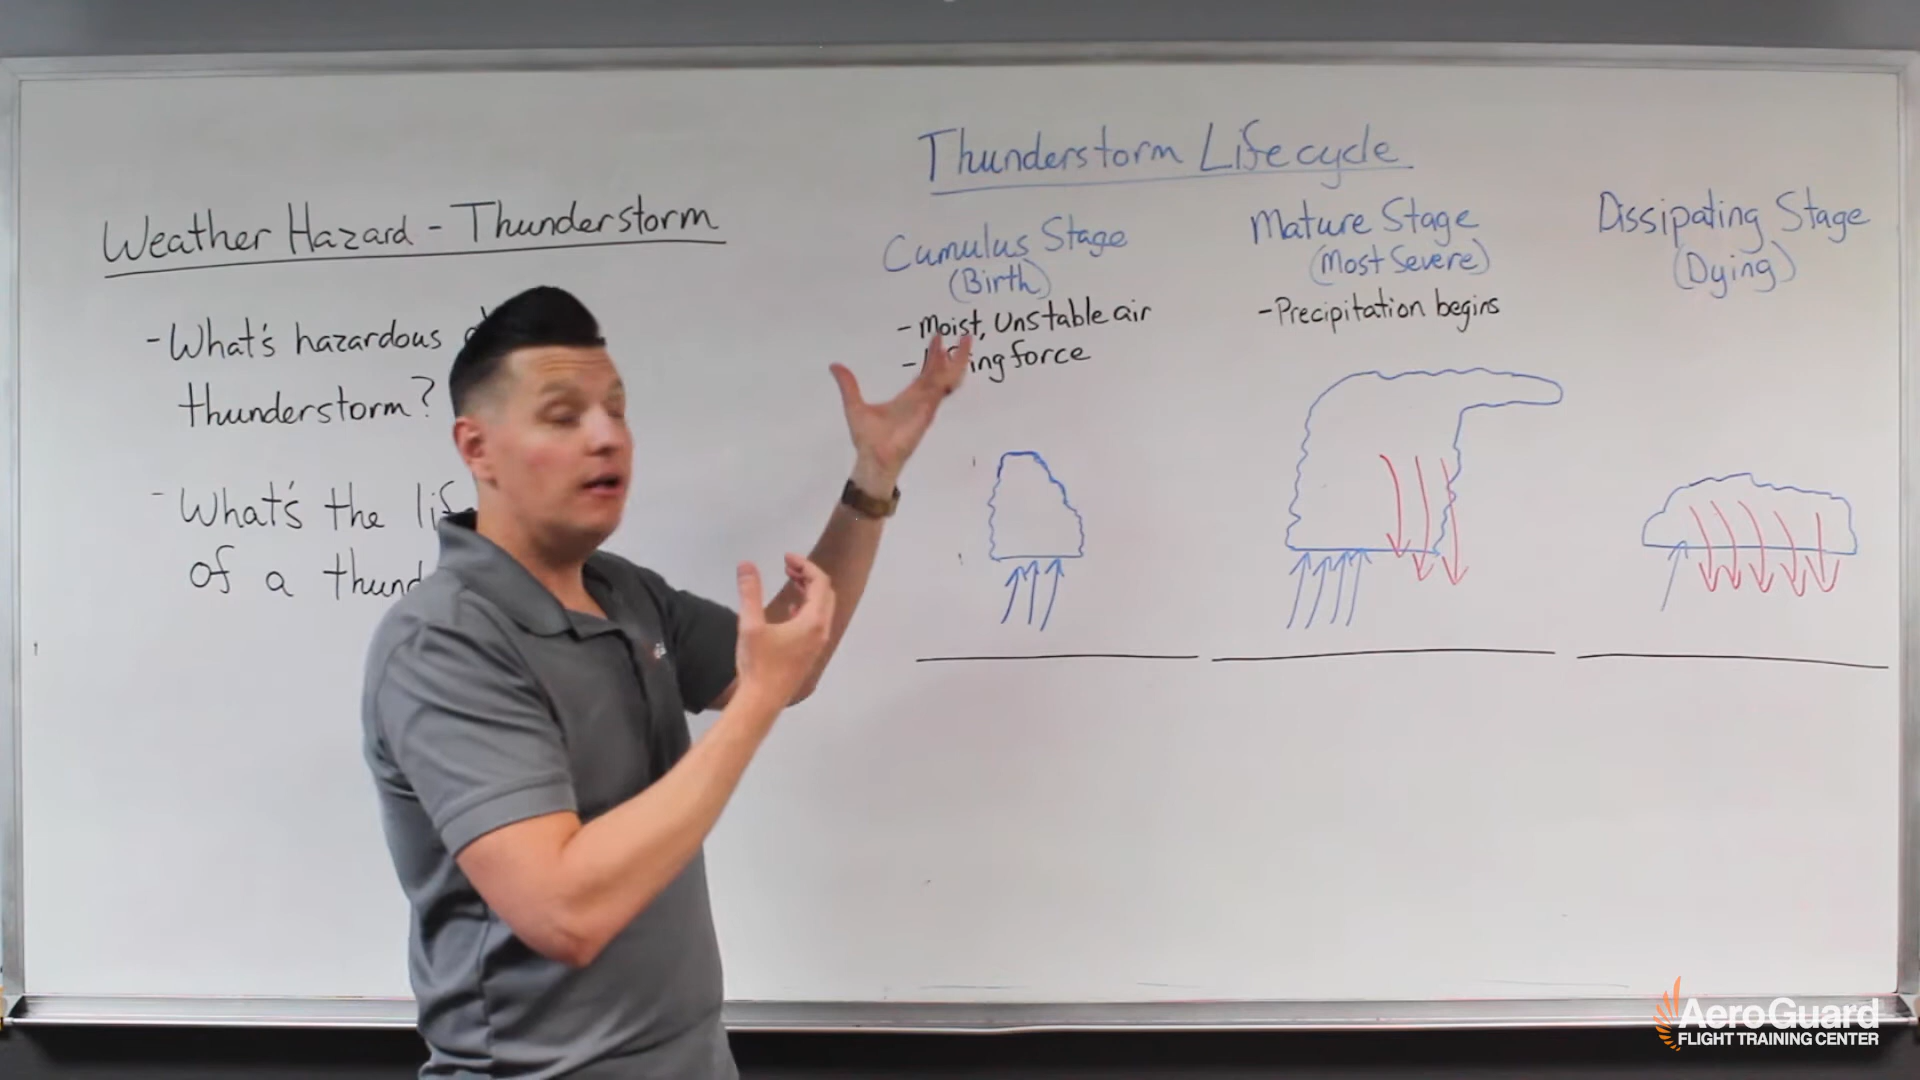 Weather Hazard - Thunderstorm
- What's hazardous
thunderstorm?
- What's the
of a
Thunderstorm Lifecycle
Cumulus Stage
(Birth)
- Moist, Unstable air
- force
Mature Stage
(Most Severe)
- Precipitation begins
Dissipating Stage
(Dying)
AeroGuard
FLIGHT TRAINING CENTER